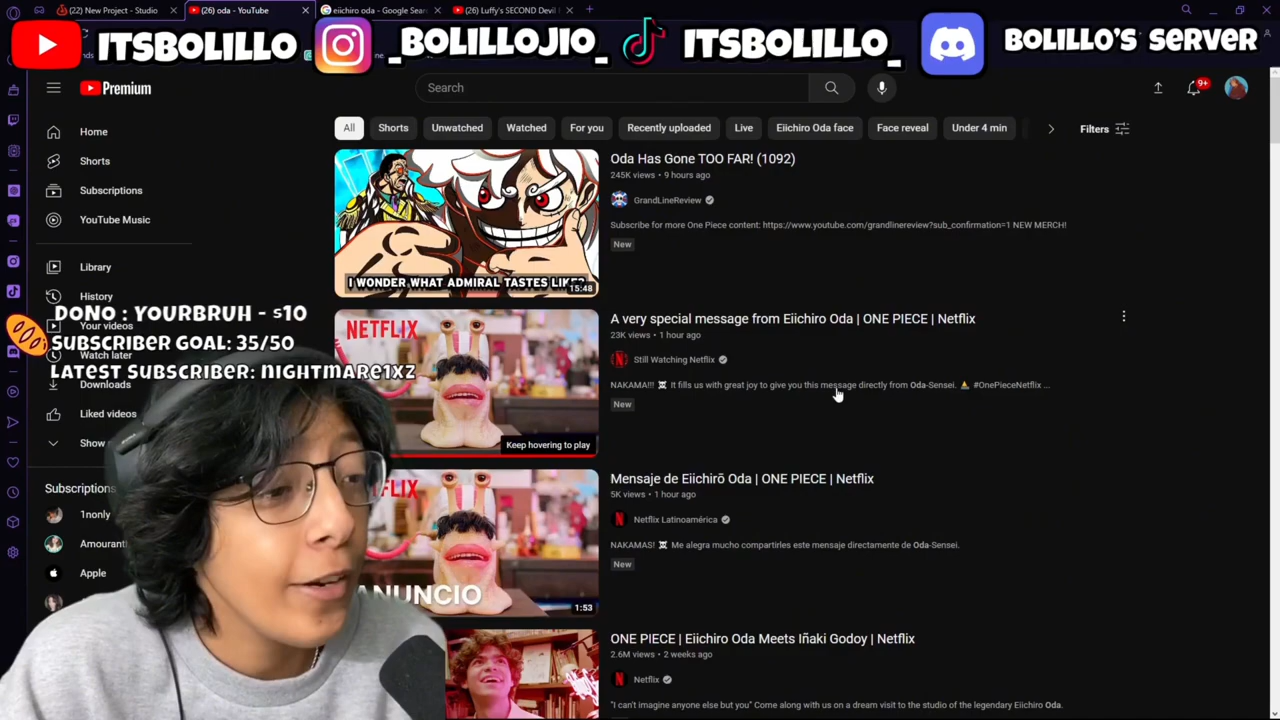 (22) New Project - Studio
(26) oda - YouTube
eiichiro oda - Google Sear
(26) Luffy's SECOND Devil
ITSBOLILLO
_BOLILLOJIO_
ITSBOLILLO_
BOLILLO'S SERVER
Premium
Search
9+
Home
Shorts
Subscriptions
YouTube Music
Library
History
Your videos
Watch later
Downloads
Liked videos
Show
Subscriptions
1nonly
Amourant
Apple
DONO : YOURBRUH - $10
SUBSCRIBER GOAL: 35/50
LATEST SUBSCRIBER: NIGHTMARE1XZ
All
Shorts
Unwatched
Watched
For you
Recently uploaded
Live
Eiichiro Oda face
Face reveal
Under 4 min
Filters
I WONDER WHAT ADMIRAL TASTES LIKE?
15:48
Oda Has Gone TOO FAR! (1092)
245K views • 9 hours ago
GrandLineReview
Subscribe for more One Piece content: https://www.youtube.com/grandlinereview?sub_confirmation=1 NEW MERCH!
New
NETFLIX
Keep hovering to play
A very special message from Eiichiro Oda | ONE PIECE | Netflix
23K views • 1 hour ago
Still Watching Netflix
NAKAMA!!! ☠️ It fills us with great joy to give you this message directly from Oda-Sensei. #OnePieceNetflix ...
New
FLIX
ANUNCIO
1:53
Mensaje de Eiichirō Oda | ONE PIECE | Netflix
5K views • 1 hour ago
Netflix Latinoamérica
NAKAMAS! ☠️ Me alegra mucho compartirles este mensaje directamente de Oda-Sensei.
New
ONE PIECE | Eiichiro Oda Meets Iñaki Godoy | Netflix
2.6M views • 2 weeks ago
Netflix
"I can't imagine anyone else but you" Come along with us on a dream visit to the studio of the legendary Eiichiro Oda.